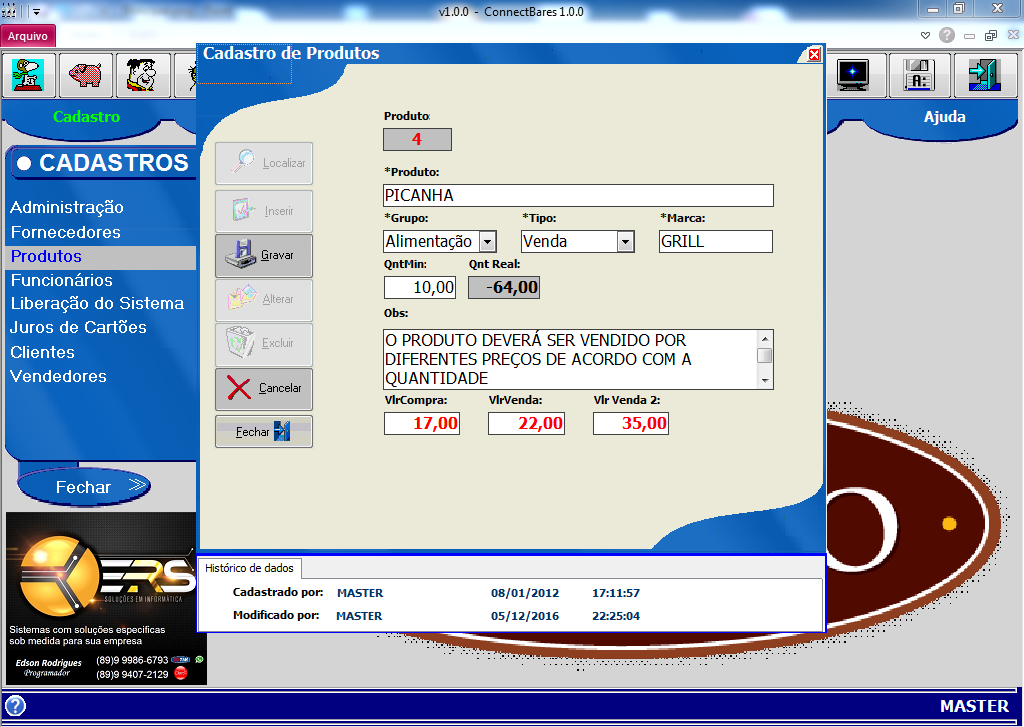 v1.0.0 - ConnectBares 1.0.0
Arquivo
Cadastro
Ajuda
CADASTROS
Administração
Fornecedores
Produtos
Funcionários
Liberação do Sistema
Juros de Cartões
Clientes
Vendedores
Fechar
ERS
SOLUÇÕES EM INFORMÁTICA
Sistemas com soluções especificas
sob medida para sua empresa
Edson Rodrigues
Programador
(89)9 9986-6793
(89)9 9407-2129
Cadastro de Produtos
Localizar
Inserir
Gravar
Alterar
Excluir
Cancelar
Fechar
Produto:
4
*Produto:
PICANHA
*Grupo: *Tipo: *Marca:
Alimentação Venda GRILL
QntMin: Qnt Real:
10,00 -64,00
Obs:
O PRODUTO DEVERÁ SER VENDIDO POR
DIFERENTES PREÇOS DE ACORDO COM A
QUANTIDADE
VlrCompra: VlrVenda: Vlr Venda 2:
17,00 22,00 35,00
Histórico de dados
Cadastrado por: MASTER 08/01/2012 17:11:57
Modificado por: MASTER 05/12/2016 22:25:04
A:
O
MASTER